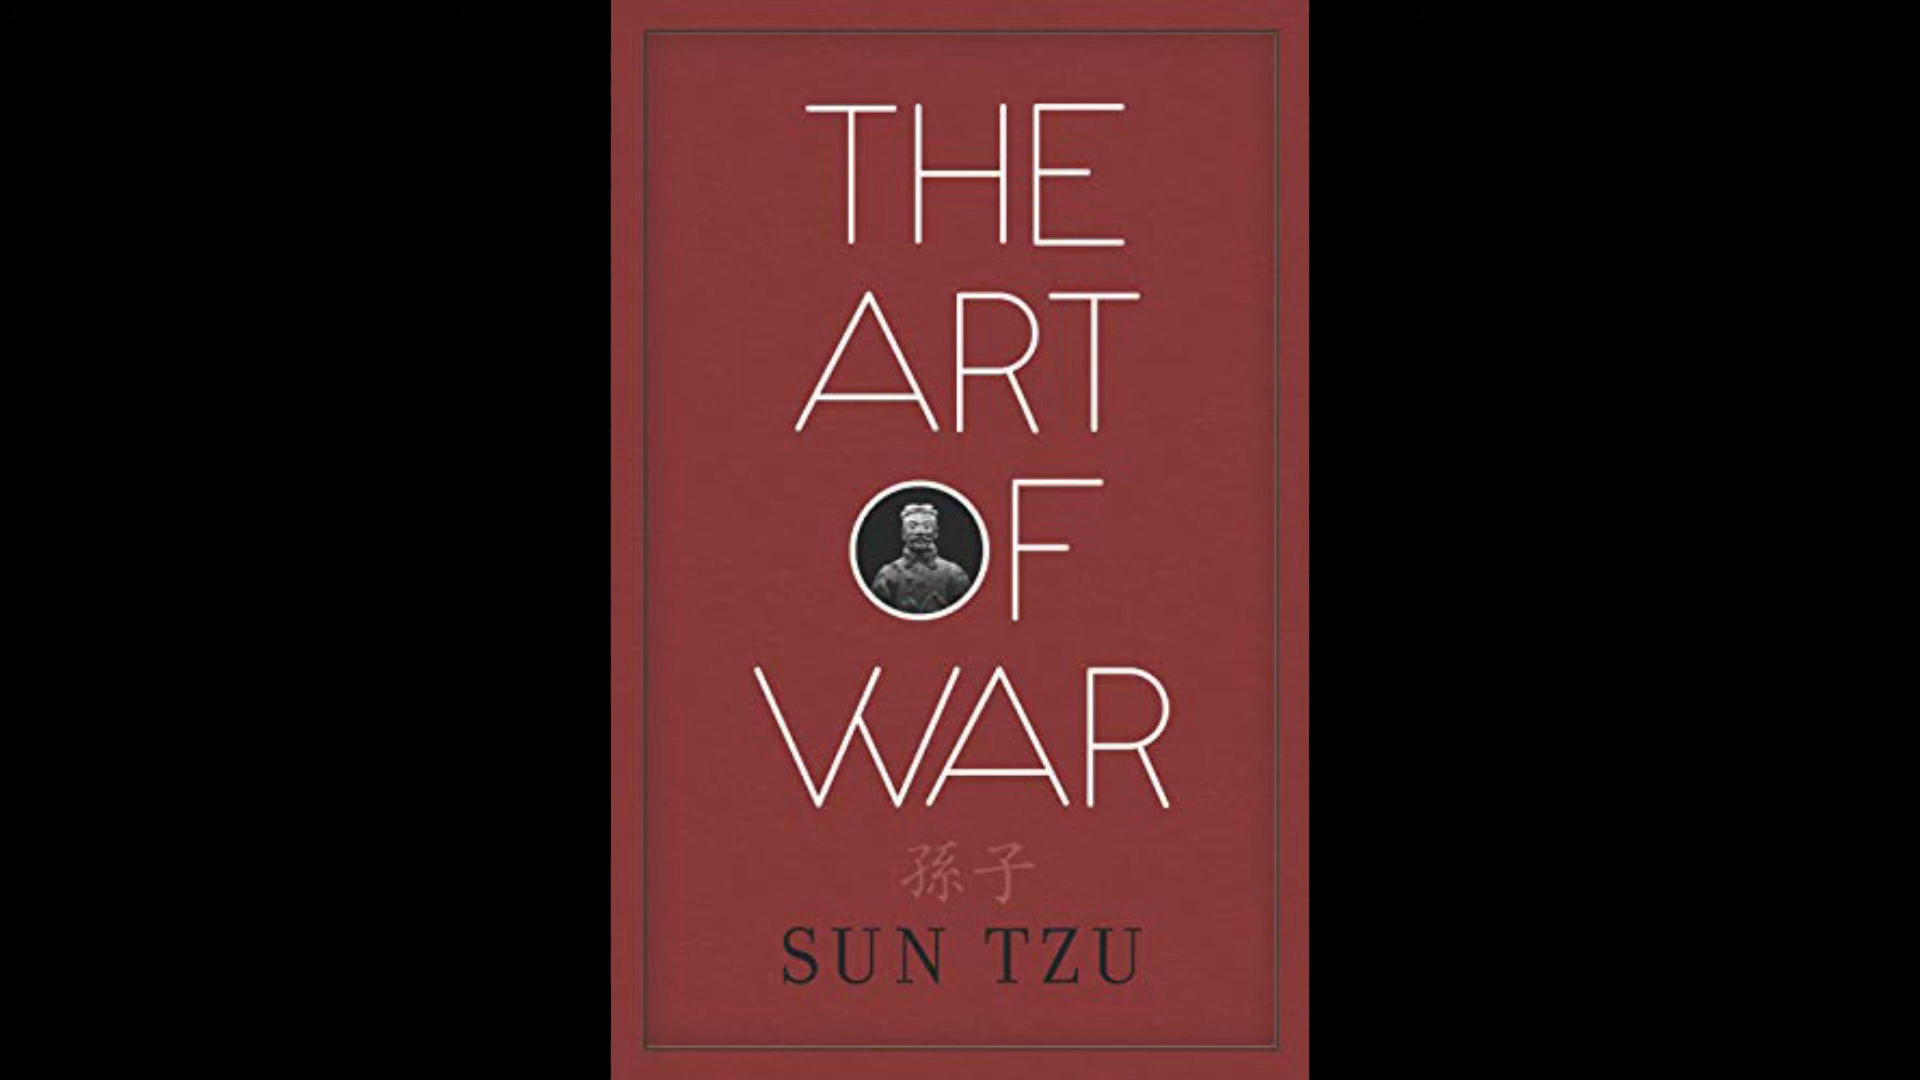 THE
ART
OF
WAR
孫子
SUN TZU